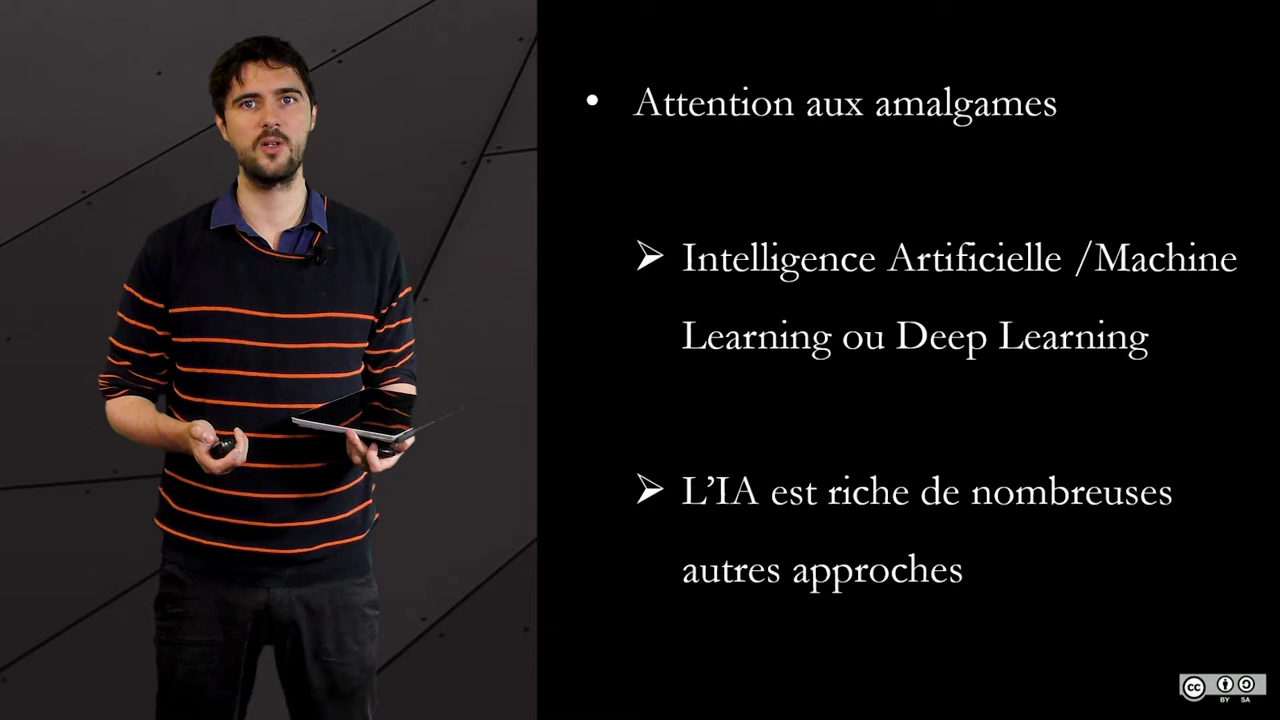 • Attention aux amalgames
➢ Intelligence Artificielle /Machine
Learning ou Deep Learning
➢ L’IA est riche de nombreuses
autres approches
cc
BY SA